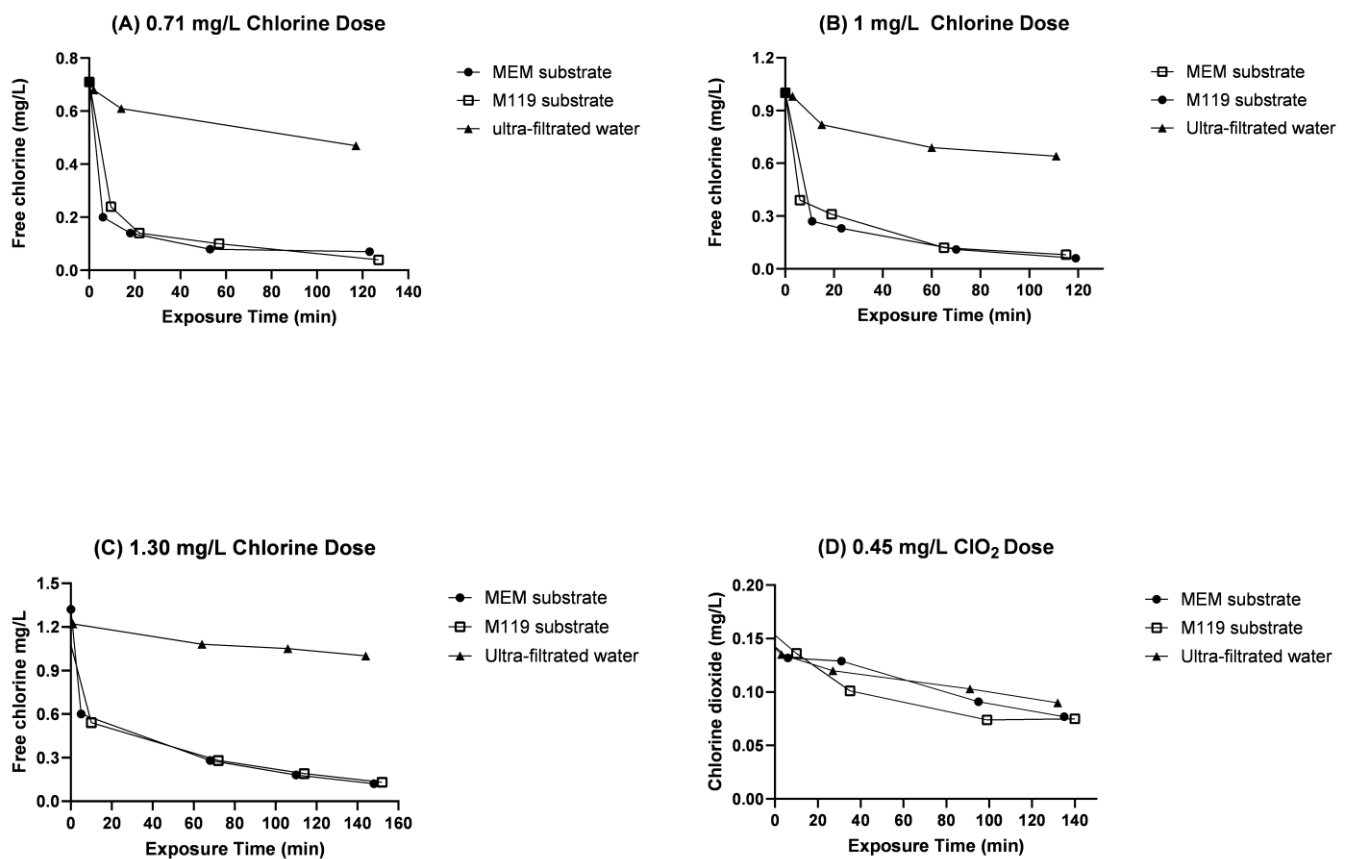 (A) 0.71 mg/L Chlorine Dose
Free chlorine (mg/L)
0.8
0.6
0.4
0.2
0.0
0 20 40 60 80 100 120 140
Exposure Time (min)
MEM substrate
M119 substrate
ultra-filtrated water
(B) 1 mg/L Chlorine Dose
Free chlorine (mg/L)
1.2
0.9
0.6
0.3
0.0
0 20 40 60 80 100 120
Exposure Time (min)
MEM substrate
M119 substrate
Ultra-filtrated water
(C) 1.30 mg/L Chlorine Dose
Free chlorine mg/L
1.5
1.2
0.9
0.6
0.3
0.0
0 20 40 60 80 100 120 140 160
Exposure Time (min)
MEM substrate
M119 substrate
Ultra-filtrated water
(D) 0.45 mg/L ClO₂ Dose
Chlorine dioxide (mg/L)
0.20
0.15
0.10
0.05
0.00
0 20 40 60 80 100 120 140
Exposure Time (min)
MEM substrate
M119 substrate
Ultra-filtrated water